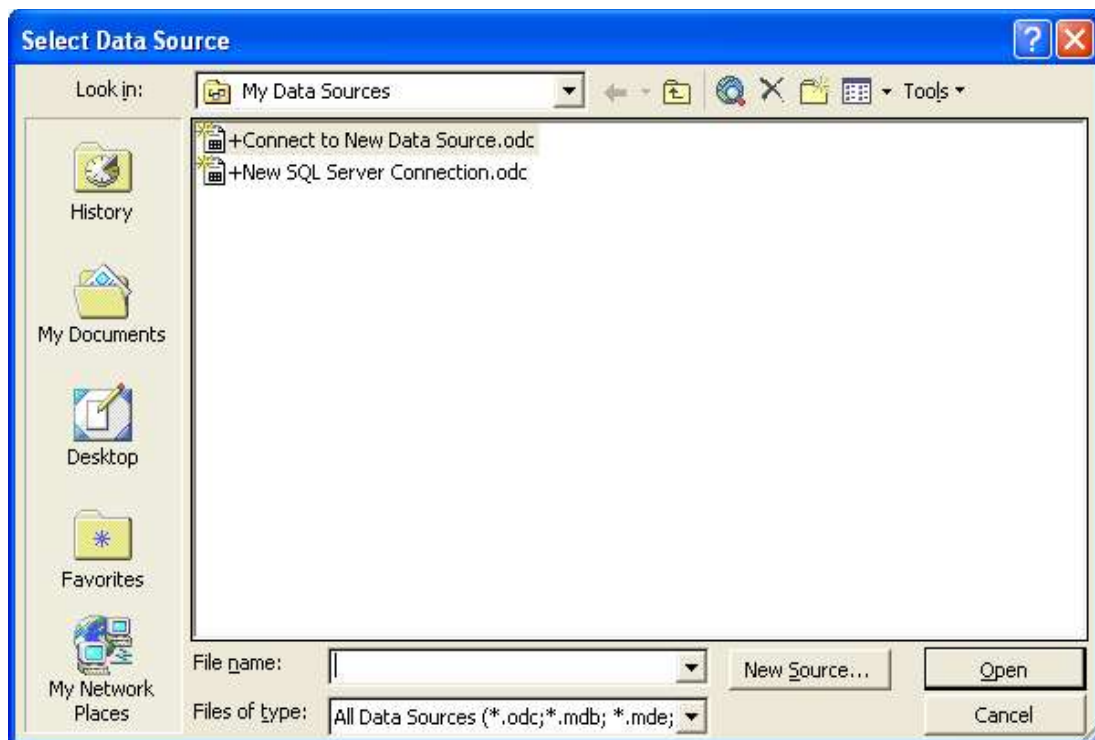 Select Data Source
Look in:
My Data Sources
Tools
+Connect to New Data Source.odc
+New SQL Server Connection.odc
History
My Documents
Desktop
Favorites
My Network
Places
File name:
New Source...
Open
Files of type:
All Data Sources (*.odc;*.mdb; *.mde;
Cancel